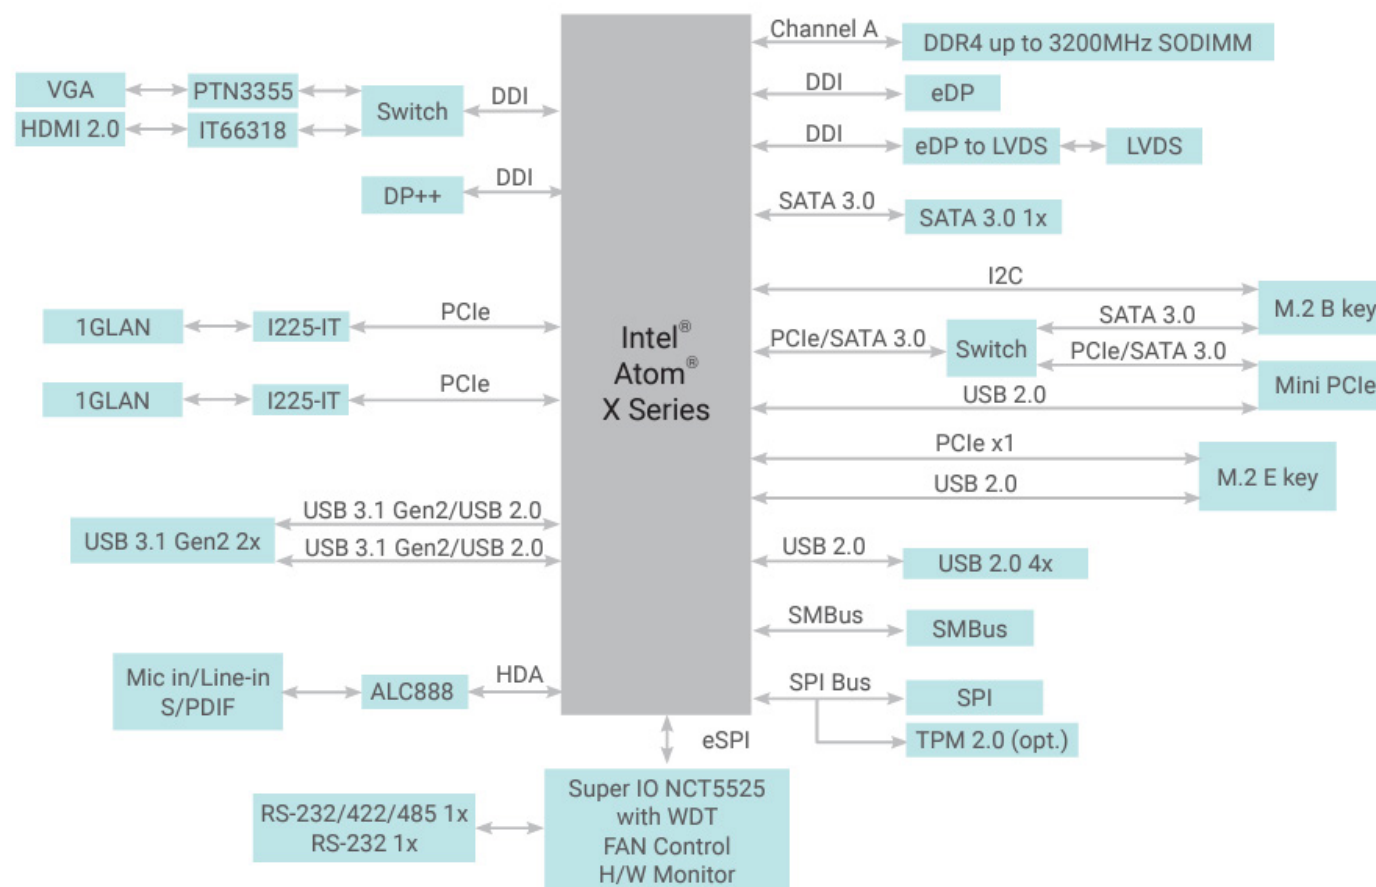 Channel A
DDR4 up to 3200MHz SODIMM
VGA
PTN3355
Switch
DDI
DDI
eDP
HDMI 2.0
IT66318
DDI
eDP to LVDS
LVDS
DP++
DDI
SATA 3.0
SATA 3.0 1x
I2C
M.2 B key
1GLAN
I225-IT
PCIe
Intel®
Atom®
X Series
PCIe/SATA 3.0
Switch
SATA 3.0
PCIe/SATA 3.0
Mini PCIe
1GLAN
I225-IT
PCIe
USB 2.0
PCIe x1
M.2 E key
USB 2.0
USB 3.1 Gen2 2x
USB 3.1 Gen2/USB 2.0
USB 3.1 Gen2/USB 2.0
USB 2.0
USB 2.0 4x
SMBus
SMBus
Mic in/Line-in
S/PDIF
ALC888
HDA
SPI Bus
SPI
TPM 2.0 (opt.)
eSPI
RS-232/422/485 1x
RS-232 1x
Super IO NCT5525
with WDT
FAN Control
H/W Monitor